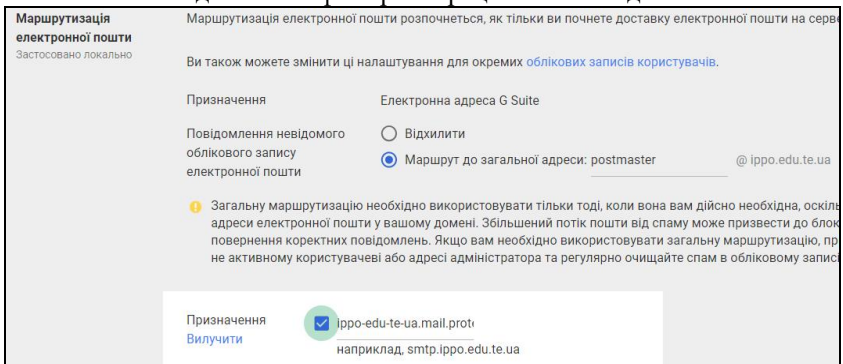 Маршрутизація
електронної пошти
Застосовано локально
Маршрутизація електронної пошти розпочнеться, як тільки ви почнете доставку електронної пошти на серве
Ви також можете змінити ці налаштування для окремих облікових записів користувачів.
Призначення Електронна адреса G Suite
Повідомлення невідомого
облікового запису
електронної пошти
Відхилити
Маршрут до загальної адреси: postmaster @ ippo.edu.te.ua
Загальну маршрутизацію необхідно використовувати тільки тоді, коли вона вам дійсно необхідна, оскіль
адреси електронної пошти у вашому домені. Збільшений потік пошти від спаму може призвести до блок
повернення коректних повідомлень. Якщо вам необхідно використовувати загальну маршрутизацію, пр
не активному користувачеві або адресі адміністратора та регулярно очищайте спам в обліковому записі
Призначення
Вилучити
ippo-edu-te-ua.mail.prote
наприклад, smtp.ippo.edu.te.ua